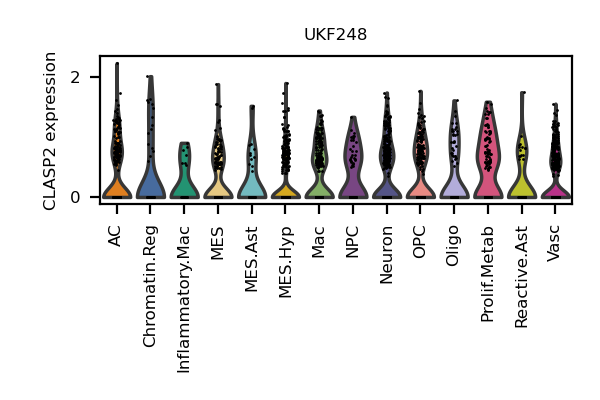 UKF248
CLASP2 expression
2
0
AC
Chromatin.Reg
Inflammatory.Mac
MES
MES.Ast
MES.Hyp
Mac
NPC
Neuron
OPC
Oligo
Prolif.Metab
Reactive.Ast
Vasc